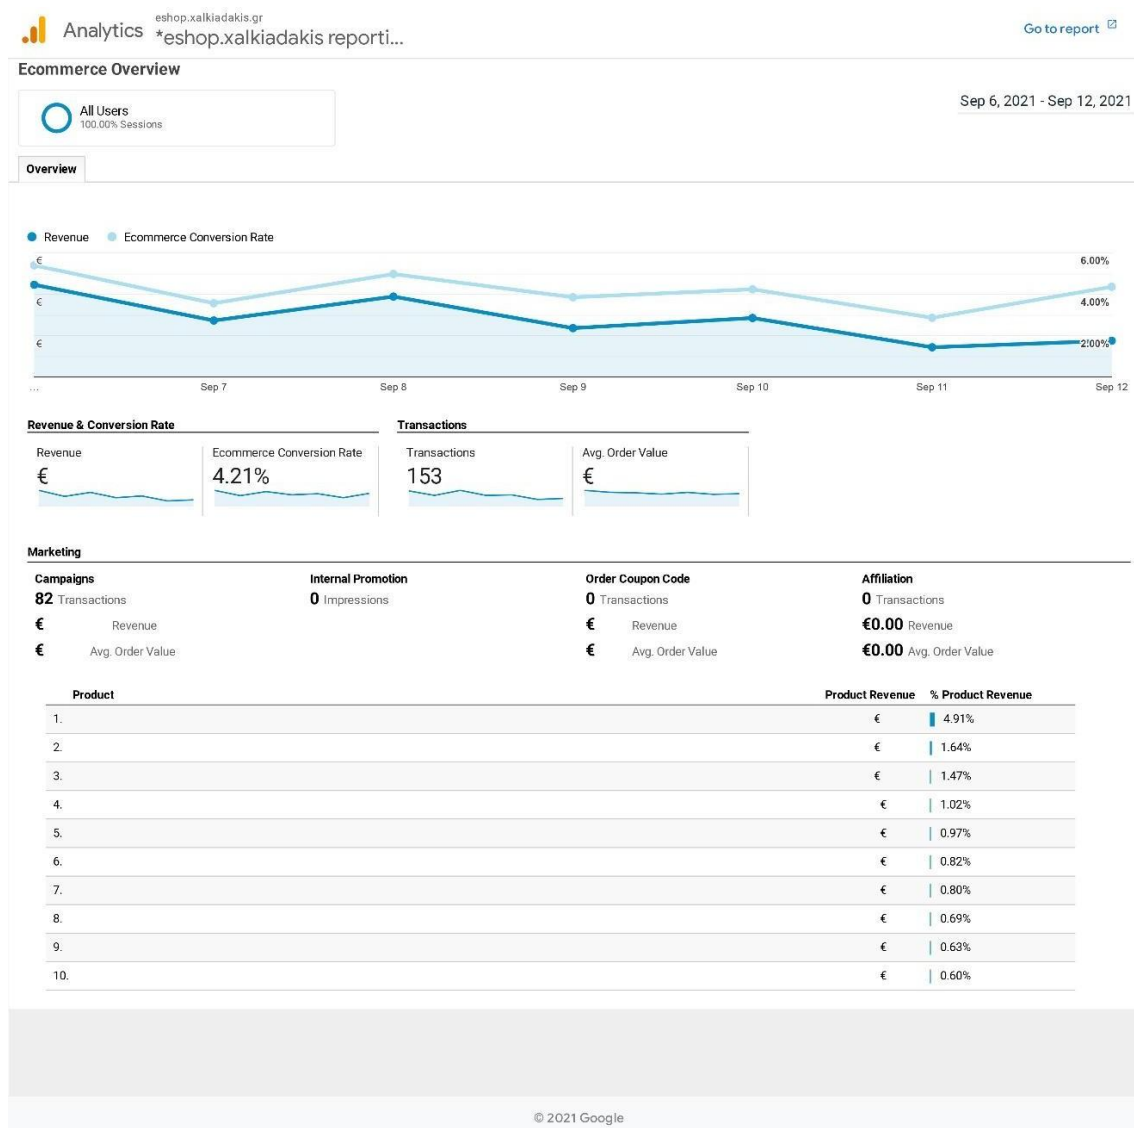 eshop.xalkiadakis.gr
Analytics *eshop.xalkiadakis reporti...
Go to report
Ecommerce Overview
All Users
100.00% Sessions
Sep 6, 2021 - Sep 12, 2021
Overview
Revenue Ecommerce Conversion Rate
€ 6.00%
€ 4.00%
€ 2.00%
... Sep 7 Sep 8 Sep 9 Sep 10 Sep 11 Sep 12
Revenue & Conversion Rate Transactions
Revenue Ecommerce Conversion Rate Transactions Avg. Order Value
€ 4.21% 153 €
Marketing
Campaigns Internal Promotion Order Coupon Code Affiliation
82 Transactions 0 Impressions 0 Transactions 0 Transactions
€ Revenue € Revenue €0.00 Revenue
€ Avg. Order Value € Avg. Order Value €0.00 Avg. Order Value
Product Product Revenue % Product Revenue
1. € 4.91%
2. € 1.64%
3. € 1.47%
4. € 1.02%
5. € 0.97%
6. € 0.82%
7. € 0.80%
8. € 0.69%
9. € 0.63%
10. € 0.60%
© 2021 Google